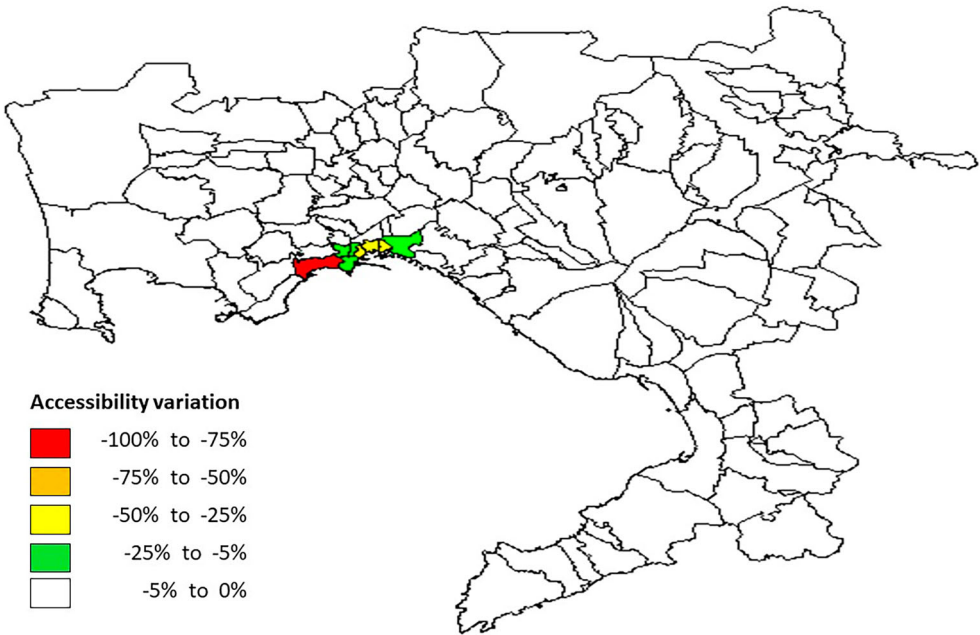 Accessibility variation
-100% to -75%
-75% to -50%
-50% to -25%
-25% to -5%
-5% to 0%